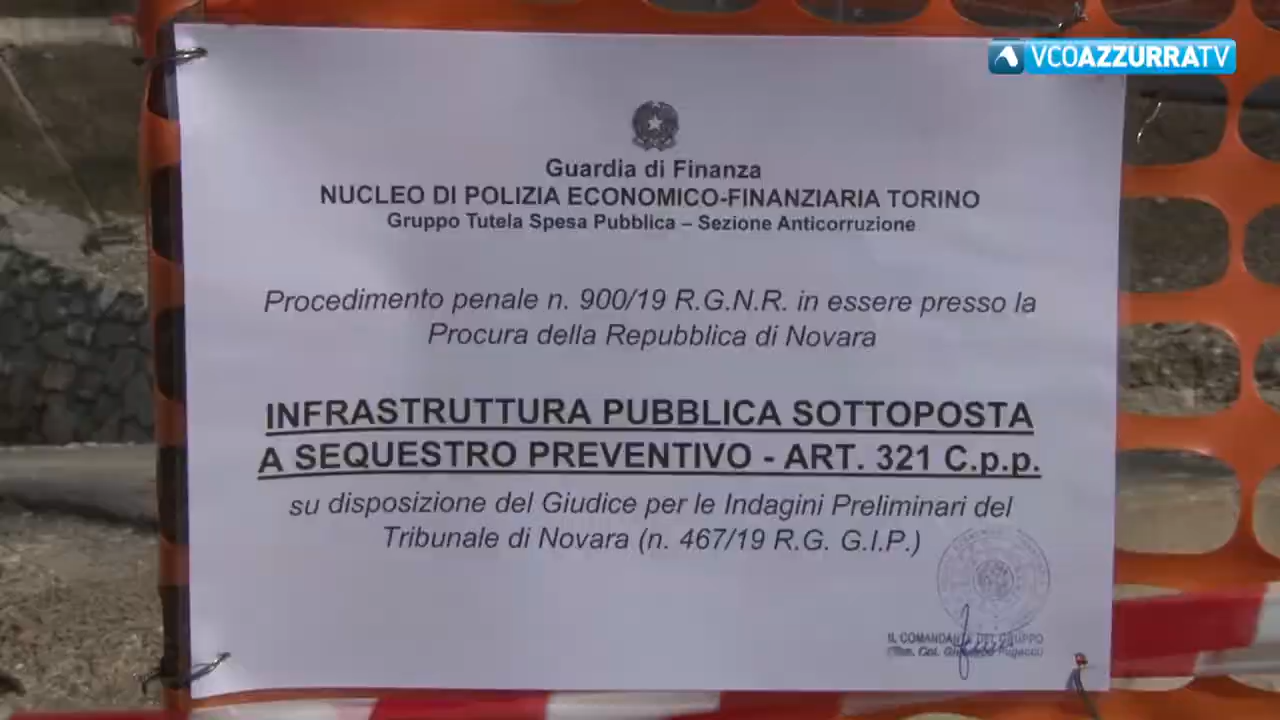 VCOAZZURRATV
Guardia di Finanza
NUCLEO DI POLIZIA ECONOMICO-FINANZIARIA TORINO
Gruppo Tutela Spesa Pubblica – Sezione Anticorruzione
Procedimento penale n. 900/19 R.G.N.R. in essere presso la
Procura della Repubblica di Novara
INFRASTRUTTURA PUBBLICA SOTTOPOSTA
A SEQUESTRO PREVENTIVO - ART. 321 C.p.p.
su disposizione del Giudice per le Indagini Preliminari del
Tribunale di Novara (n. 467/19 R.G. G.I.P.)
IL COMANDANTE DEL GRUPPO
(Ten. Col.